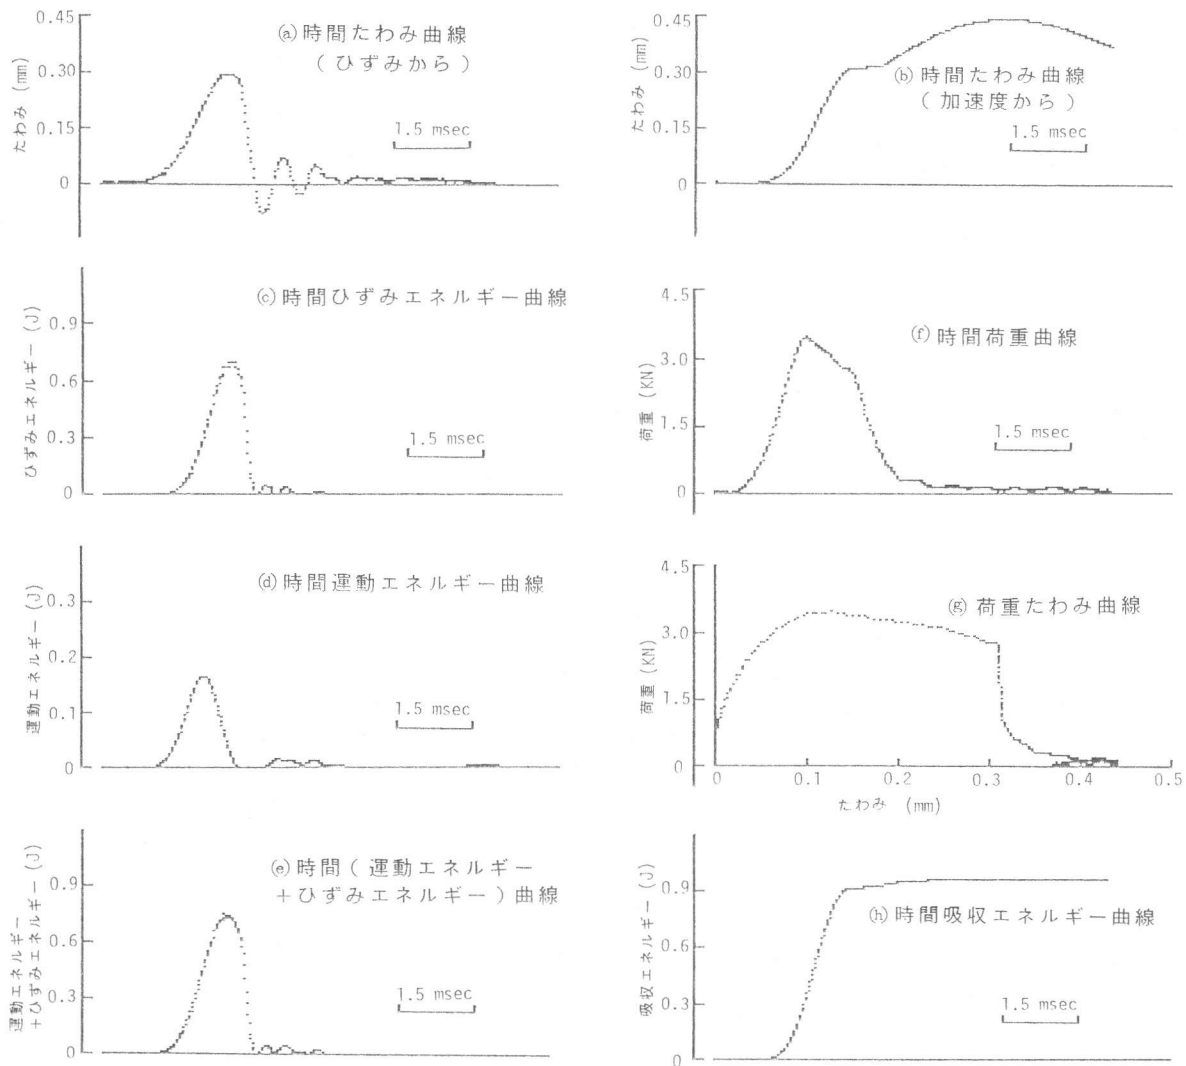 0.45
0.30
0.15
0
たわみ (mm)
ⓐ時間たわみ曲線
(ひずみから)
1.5 msec
0.45
0.30
0.15
0
たわみ (mm)
ⓑ時間たわみ曲線
(加速度から)
1.5 msec
0.9
0.6
0.3
0
ひずみエネルギー (J)
ⓒ時間ひずみエネルギー曲線
1.5 msec
4.5
3.0
1.5
0
荷重 (KN)
ⓕ時間荷重曲線
1.5 msec
0.3
0.2
0.1
0
運動エネルギー (J)
ⓓ時間運動エネルギー曲線
1.5 msec
4.5
3.0
1.5
0
荷重 (KN)
ⓖ荷重たわみ曲線
0 0.1 0.2 0.3 0.4 0.5
たわみ (mm)
0.9
0.6
0.3
0
運動エネルギー
+ひずみエネルギー (J)
ⓔ時間(運動エネルギー
+ひずみエネルギー)曲線
1.5 msec
0.9
0.6
0.3
0
吸収エネルギー (J)
ⓗ時間吸収エネルギー曲線
1.5 msec